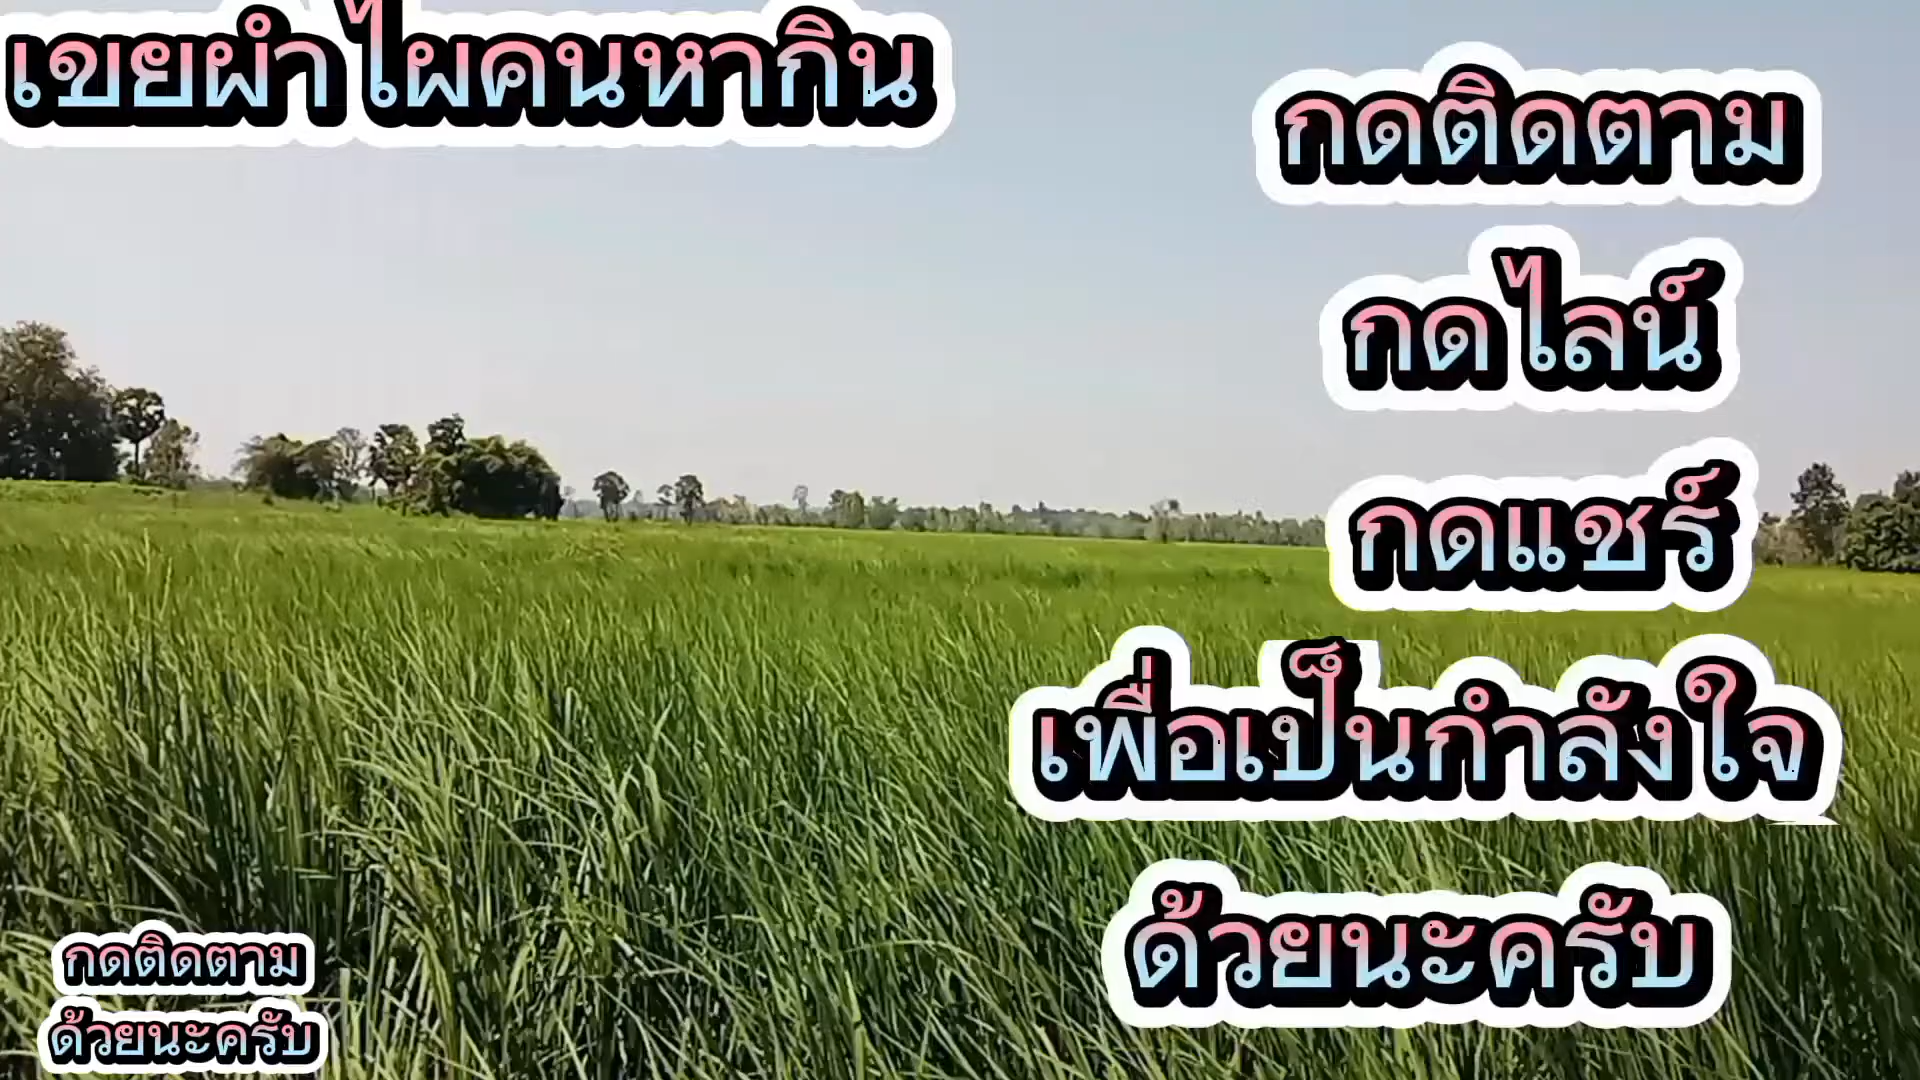 เขยผำไผคนหากิน
กดติดตาม
กดไลน์
กดแชร์
เพื่อเป็นกำลังใจ
ด้วยนะครับ
กดติดตาม
ด้วยนะครับ